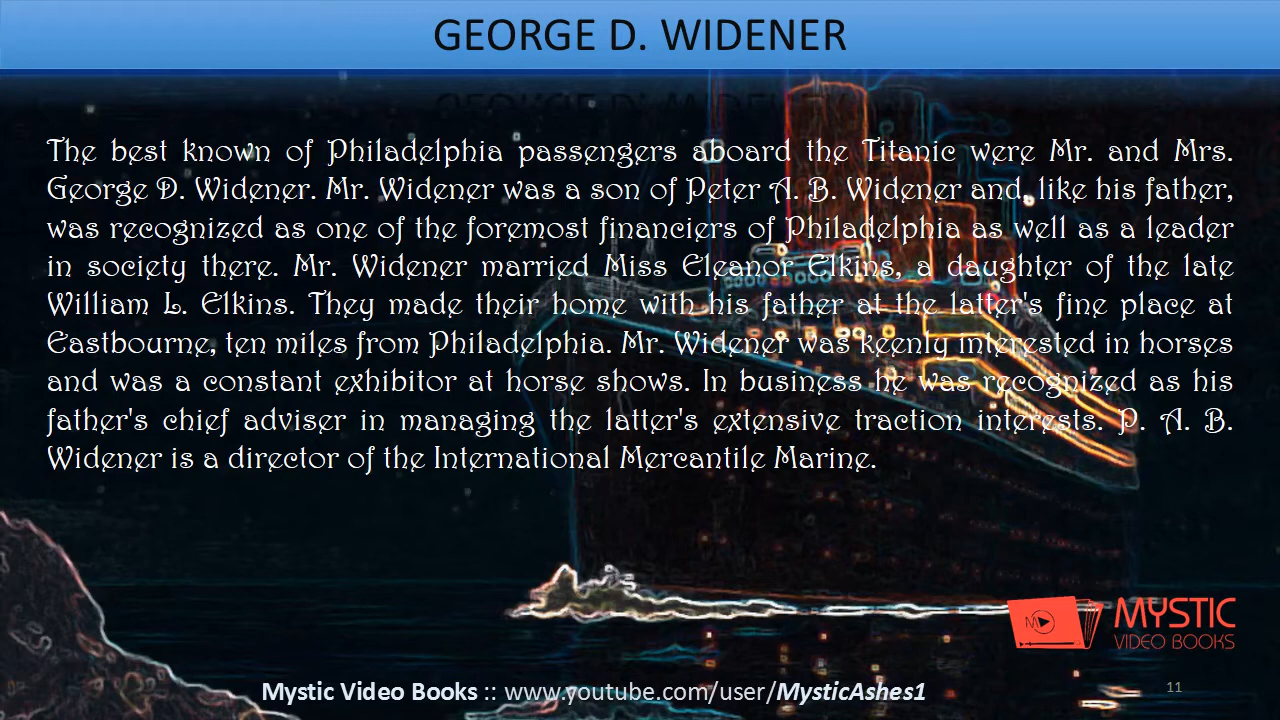 GEORGE D. WIDENER
The best known of Philadelphia passengers aboard the Titanic were Mr. and Mrs.
George D. Widener. Mr. Widener was a son of Peter A. B. Widener and, like his father,
was recognized as one of the foremost financiers of Philadelphia as well as a leader
in society there. Mr. Widener married Miss Eleanor Elkins, a daughter of the late
William L. Elkins. They made their home with his father at the latter's fine place at
Eastbourne, ten miles from Philadelphia. Mr. Widener was keenly interested in horses
and was a constant exhibitor at horse shows. In business he was recognized as his
father's chief adviser in managing the latter's extensive traction interests. P. A. B.
Widener is a director of the International Mercantile Marine.
M
MYSTIC
VIDEO BOOKS
Mystic Video Books :: www.youtube.com/user/MysticAshes1
11